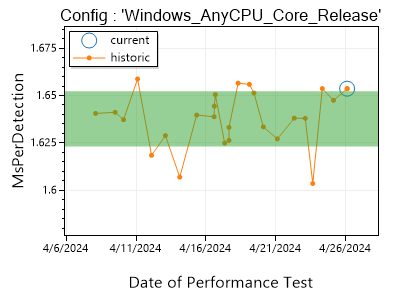 Config : 'Windows_AnyCPU_Core_Release'
current
historic
MsPerDetection
1.675
1.65
1.625
1.6
4/6/2024
4/11/2024
4/16/2024
4/21/2024
4/26/2024
Date of Performance Test